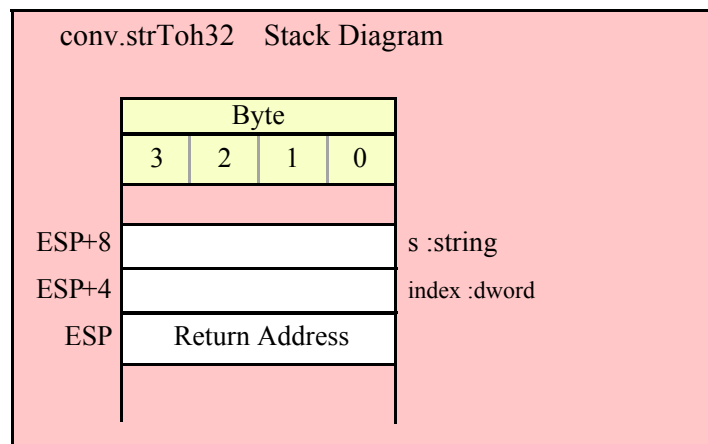 conv.strToh32 Stack Diagram
Byte
3 2 1 0
ESP+8 s :string
ESP+4 index :dword
ESP Return Address